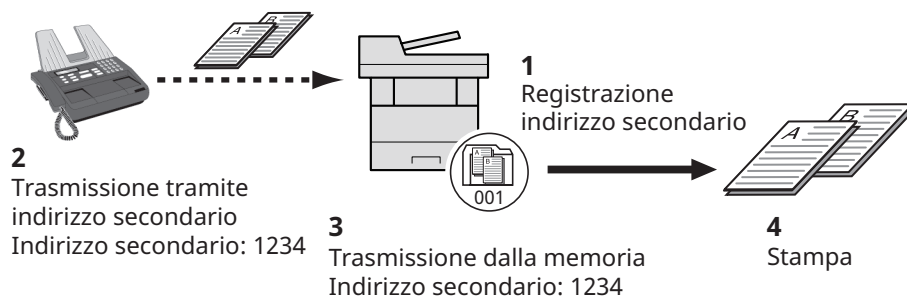 A
B
1
Registrazione
indirizzo secondario
A
B
A
B
001
2
Trasmissione tramite
indirizzo secondario
Indirizzo secondario: 1234
3
Trasmissione dalla memoria
Indirizzo secondario: 1234
4
Stampa